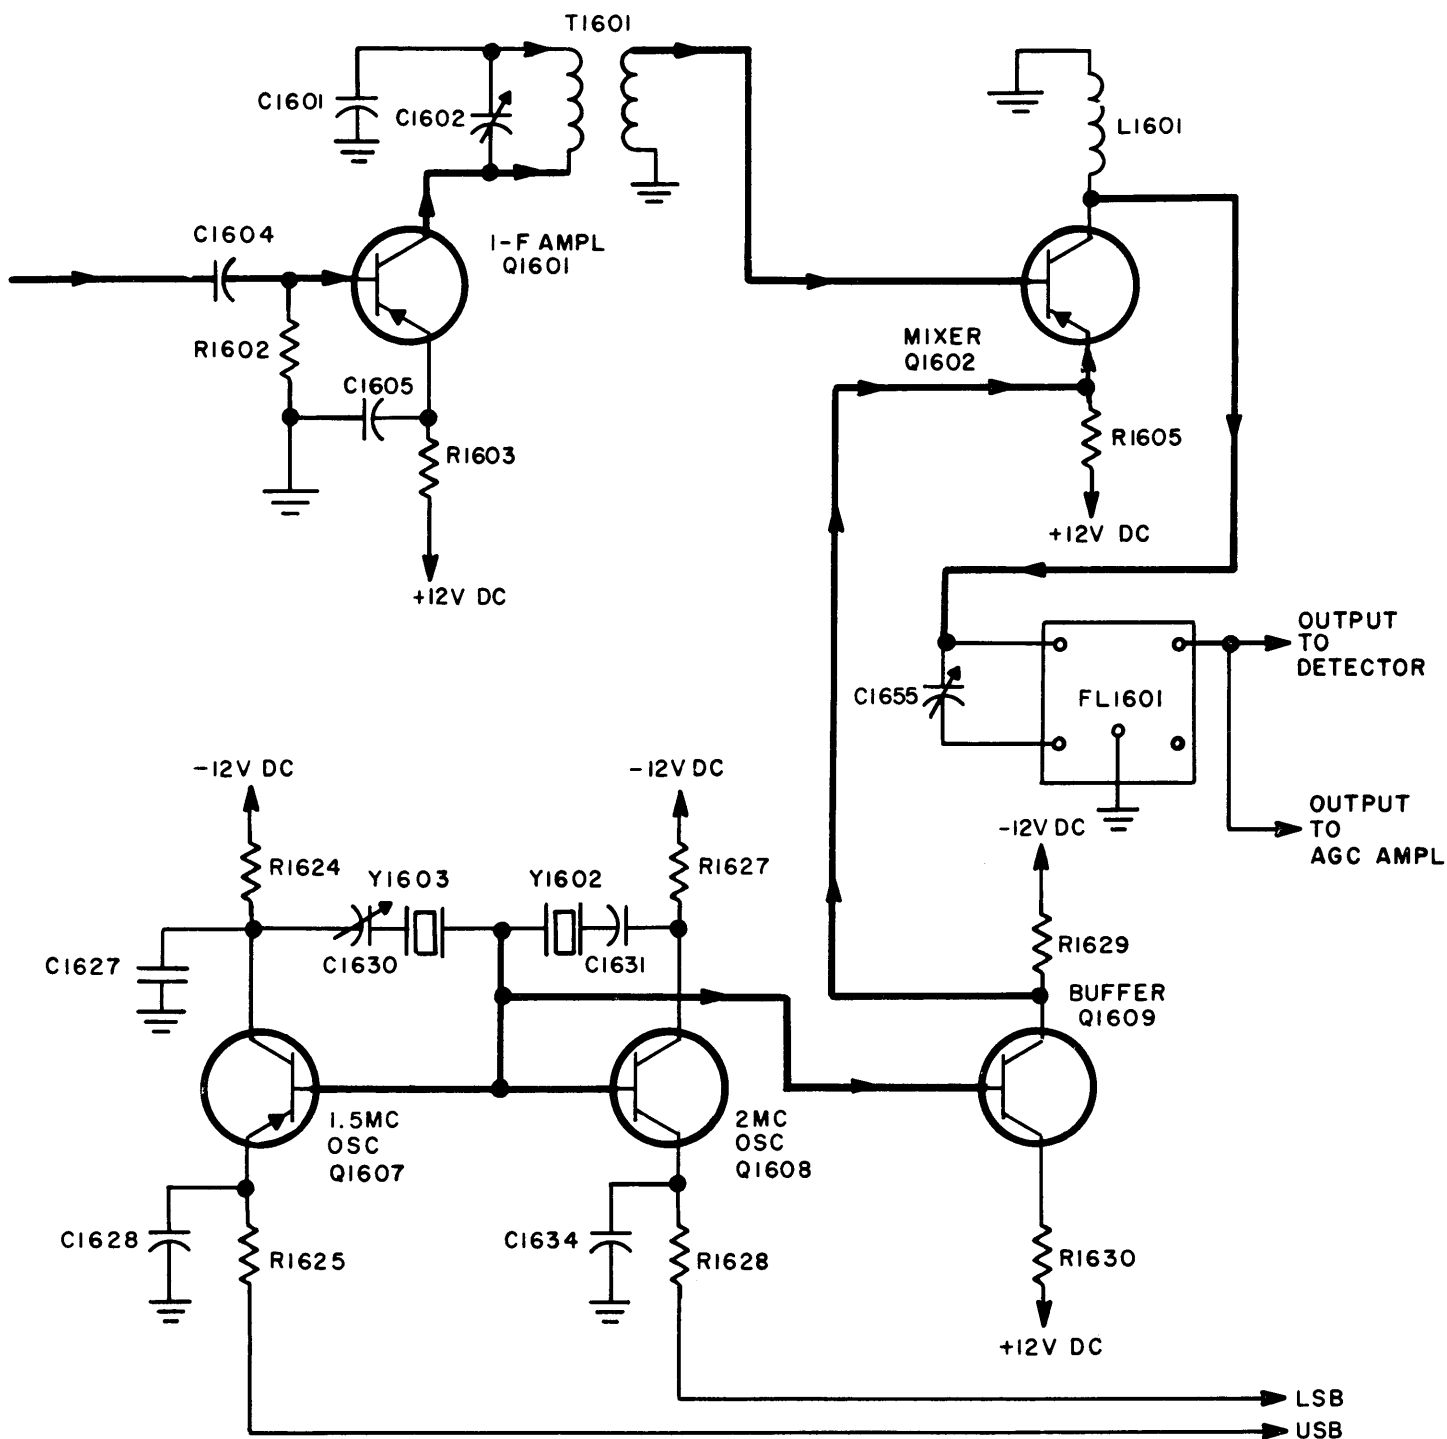 T1601
C1601
C1602
L1601
C1604
I-F AMPL
Q1601
R1602
MIXER
Q1602
C1605
R1603
R1605
+12V DC
+12V DC
OUTPUT
TO
DETECTOR
C1655
FL1601
-12V DC
-12V DC
OUTPUT
TO
AGC AMPL
-12V DC
R1624
Y1603
Y1602
R1627
R1629
C1627
C1630
C1631
BUFFER
Q1609
1.5MC
OSC
Q1607
2MC
OSC
Q1608
C1628
R1625
C1634
R1628
R1630
+12V DC
LSB
USB